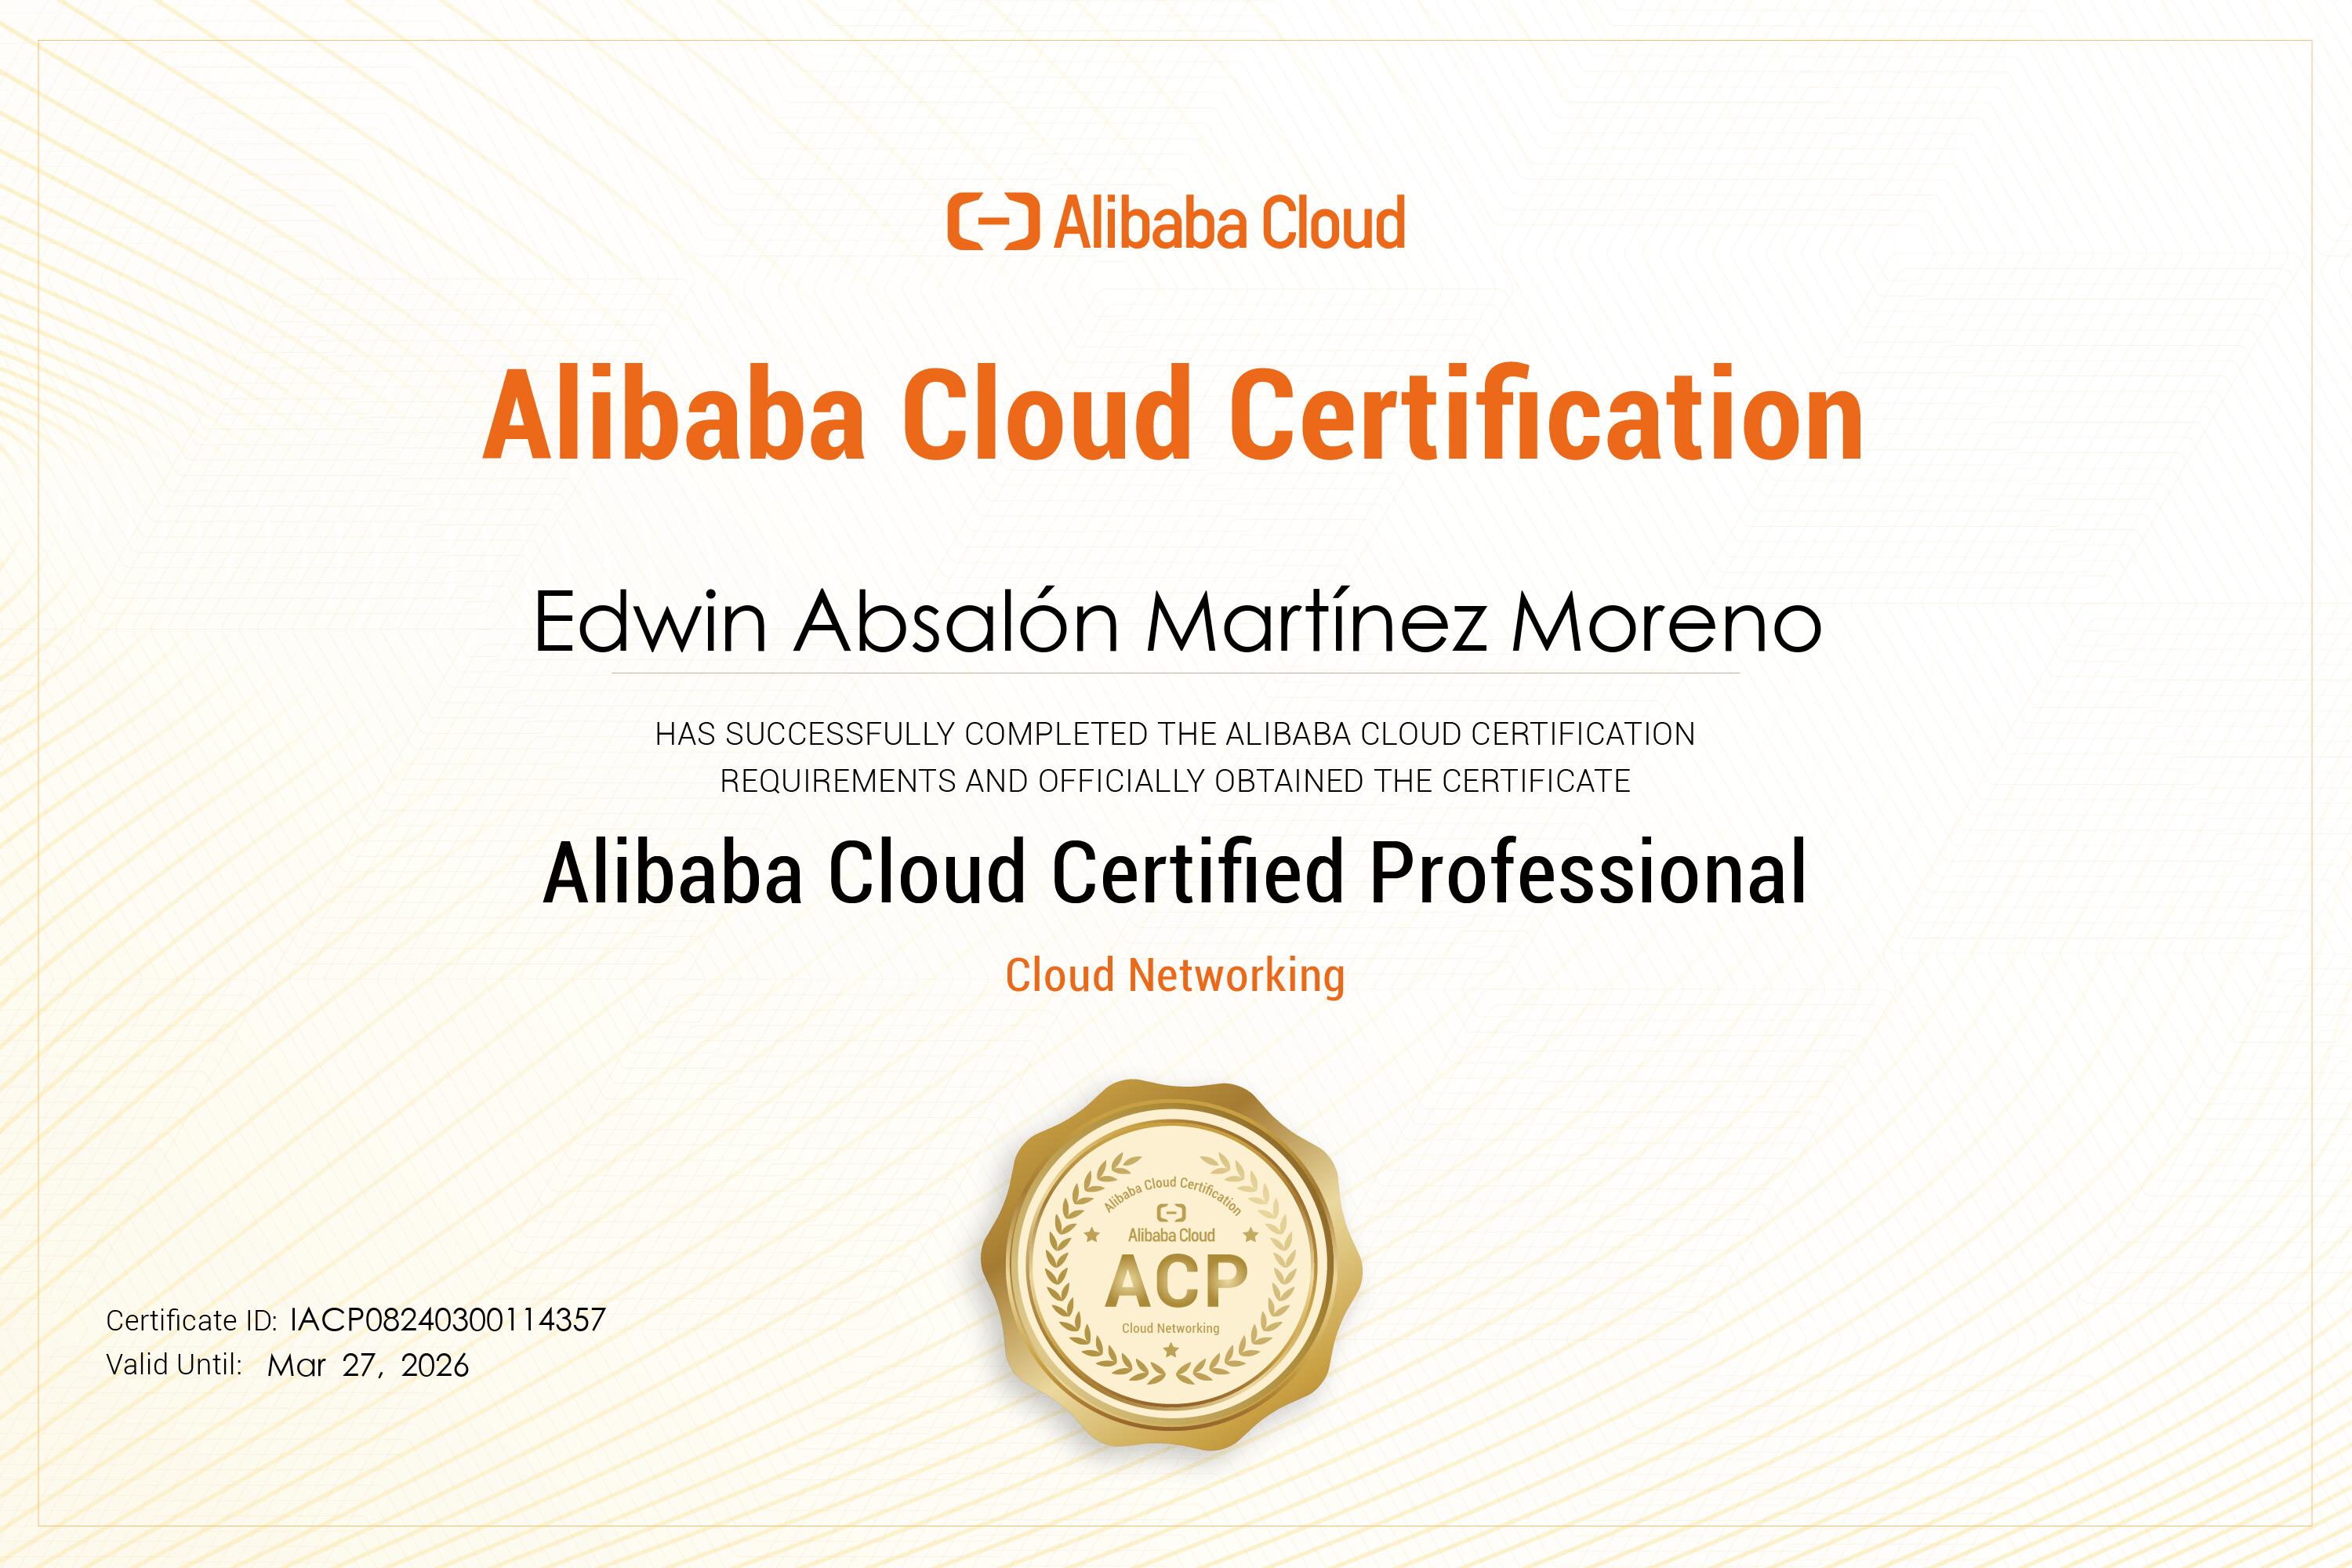 Alibaba Cloud
Alibaba Cloud Certification
Edwin Absalón Martínez Moreno
HAS SUCCESSFULLY COMPLETED THE ALIBABA CLOUD CERTIFICATION
REQUIREMENTS AND OFFICIALLY OBTAINED THE CERTIFICATE
Alibaba Cloud Certified Professional
Cloud Networking
Alibaba Cloud Certification
Alibaba Cloud
ACP
Cloud Networking
Certificate ID: IACP08240300114357
Valid Until: Mar 27, 2026